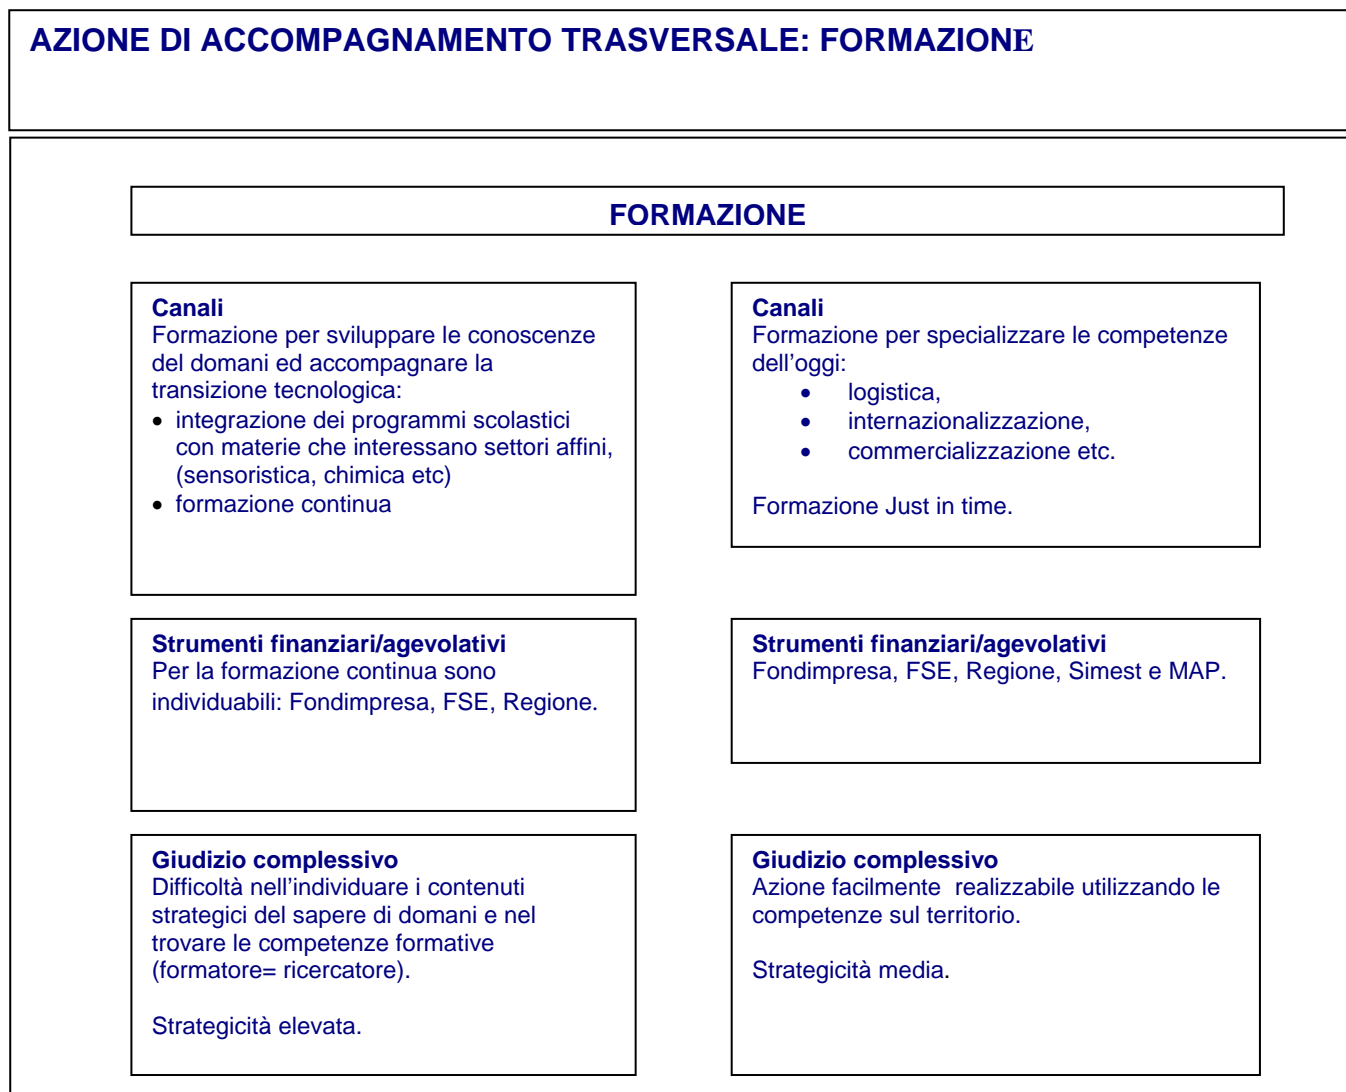 AZIONE DI ACCOMPAGNAMENTO TRASVERSALE: FORMAZIONE
FORMAZIONE
Canali
Formazione per sviluppare le conoscenze
del domani ed accompagnare la
transizione tecnologica:
• integrazione dei programmi scolastici
con materie che interessano settori affini,
(sensoristica, chimica etc)
• formazione continua
Canali
Formazione per specializzare le competenze
dell’oggi:
• logistica,
• internazionalizzazione,
• commercializzazione etc.
Formazione Just in time.
Strumenti finanziari/agevolativi
Per la formazione continua sono
individuabili: Fondimpresa, FSE, Regione.
Strumenti finanziari/agevolativi
Fondimpresa, FSE, Regione, Simest e MAP.
Giudizio complessivo
Difficoltà nell’individuare i contenuti
strategici del sapere di domani e nel
trovare le competenze formative
(formatore= ricercatore).
Strategicità elevata.
Giudizio complessivo
Azione facilmente  realizzabile utilizzando le
competenze sul territorio.
Strategicità media.